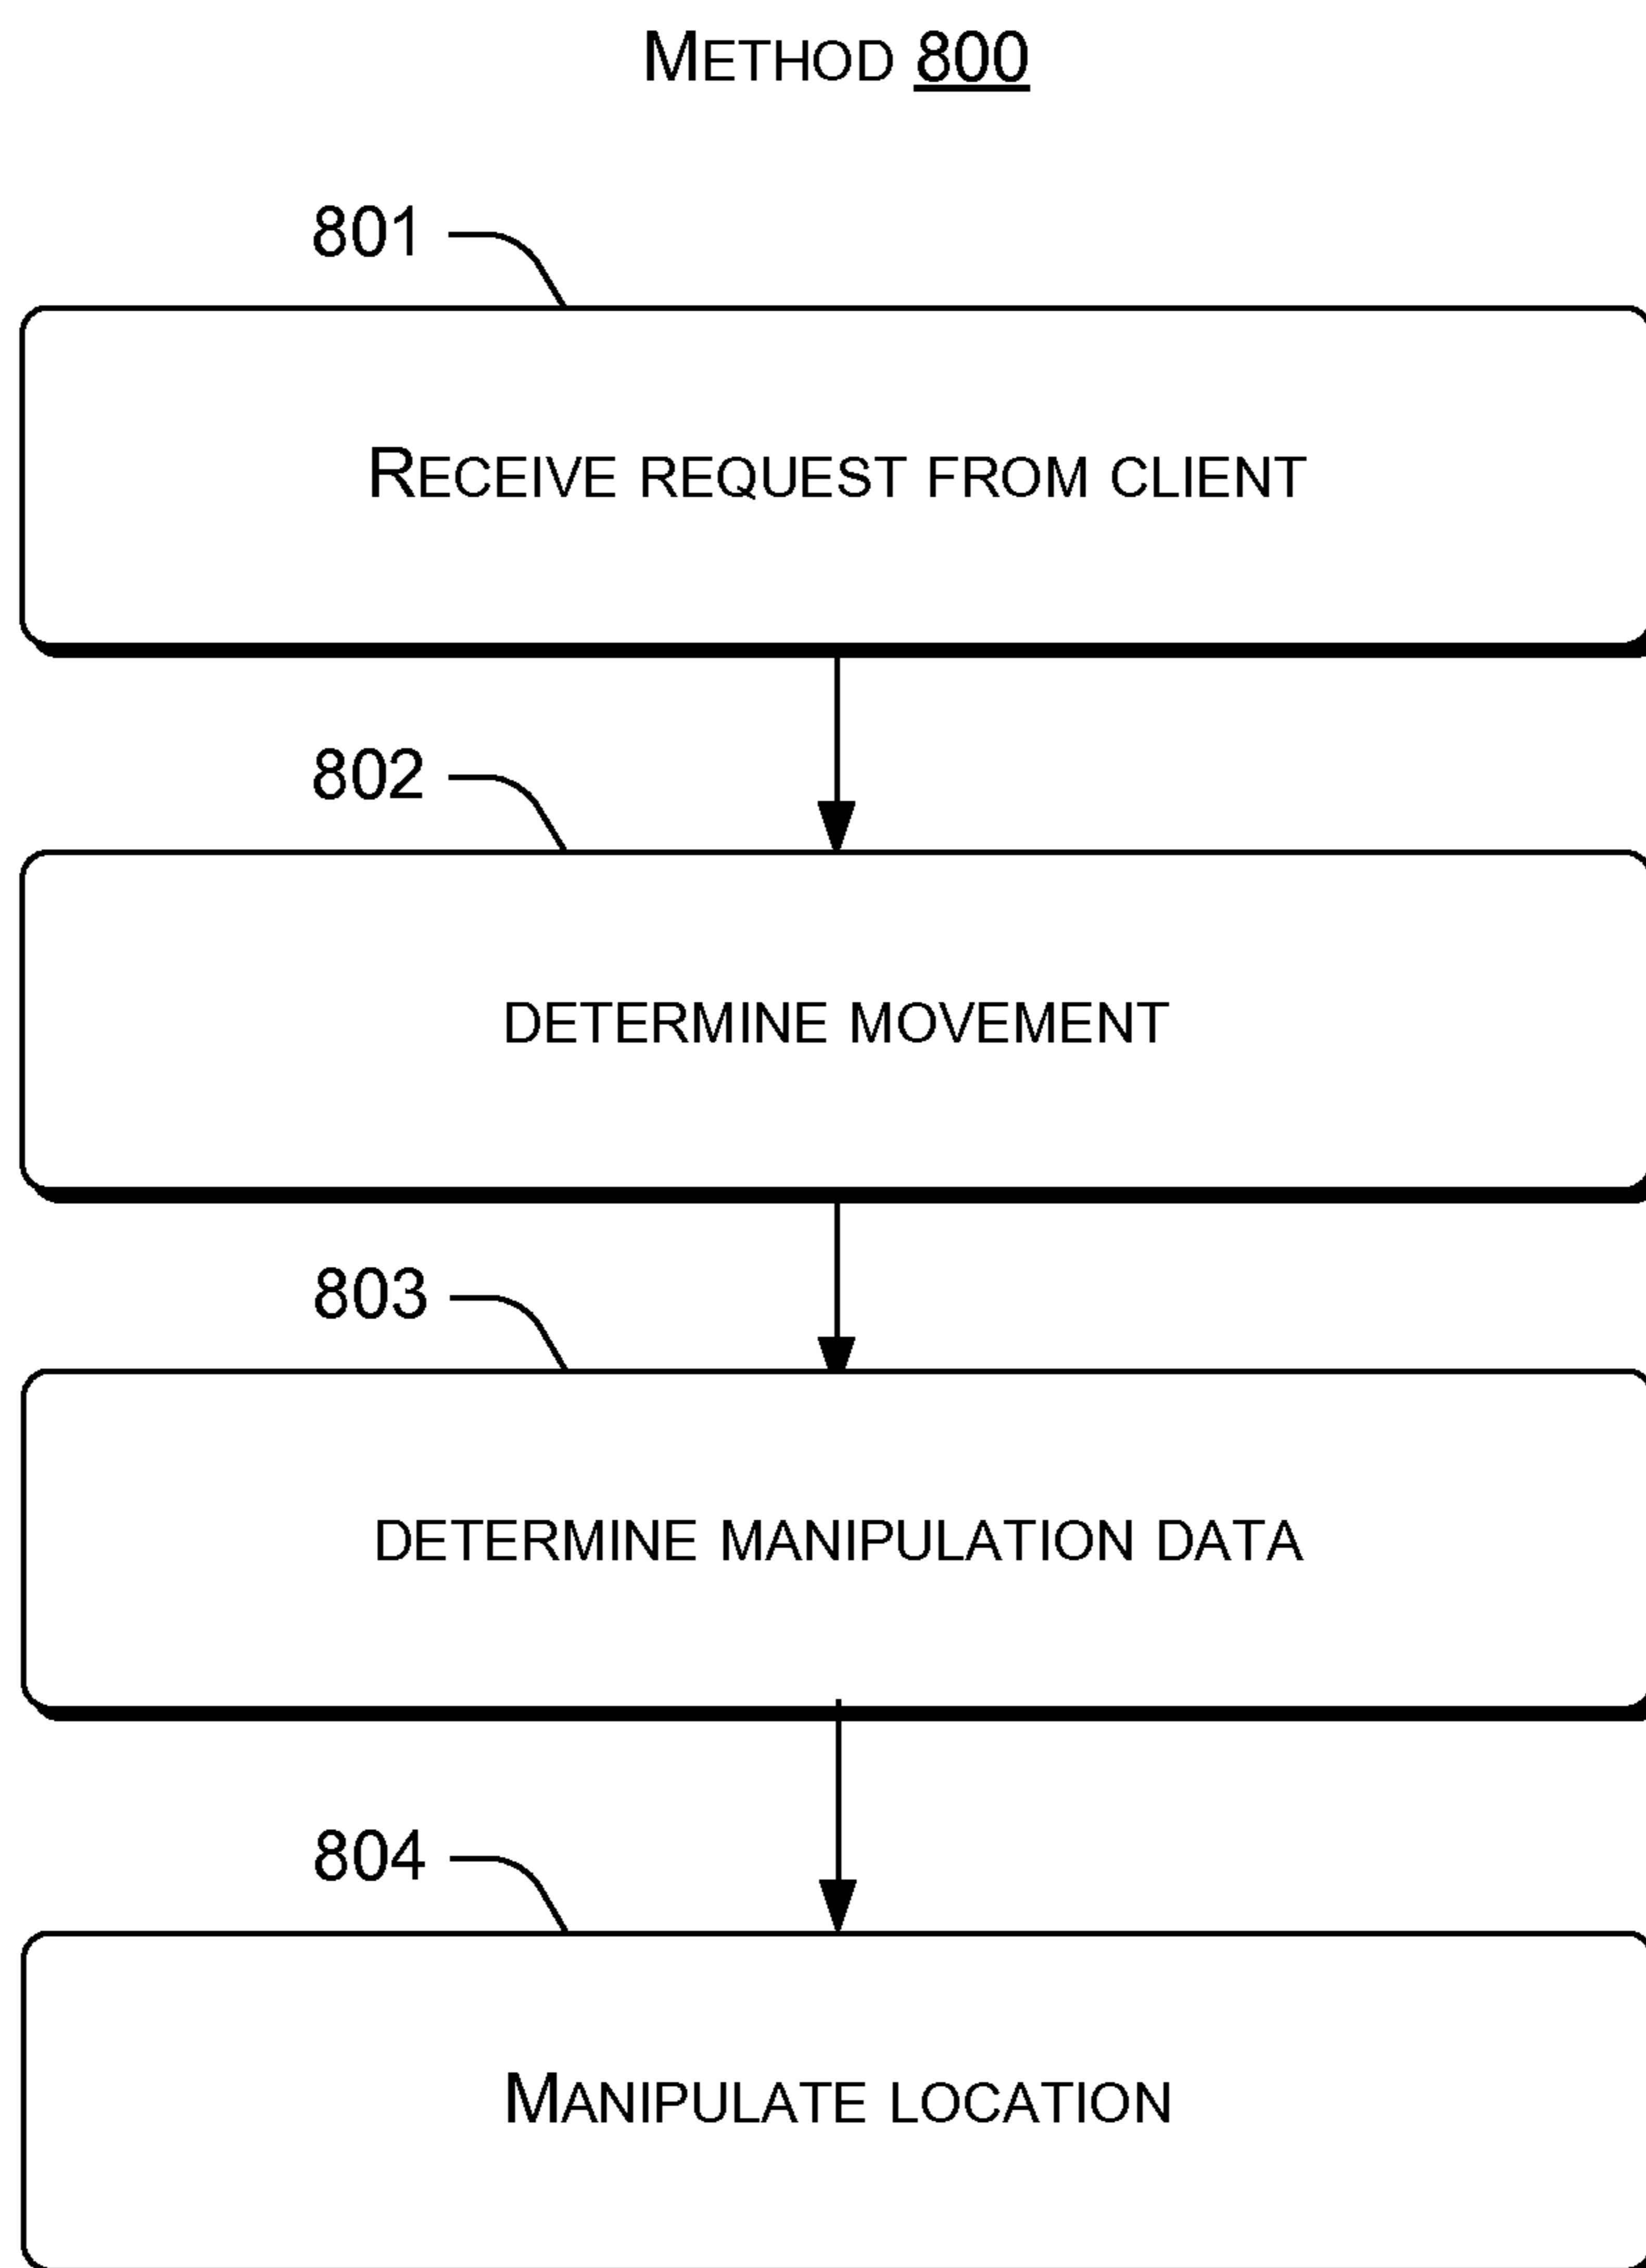 METHOD 800
801
RECEIVE REQUEST FROM CLIENT
802
DETERMINE MOVEMENT
803
DETERMINE MANIPULATION DATA
804
MANIPULATE LOCATION